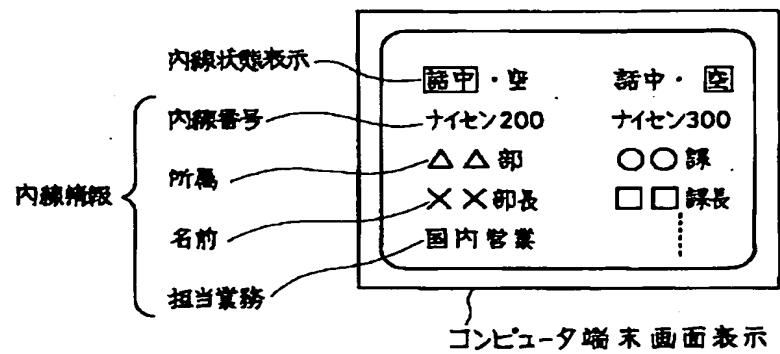 内線状態表示
話中・空
話中・空
内線番号
ナイセン200
ナイセン300
所属
△△部
○○課
内線情報
名前
××部長
□□課長
担当業務
国内営業
コンピュータ端末画面表示